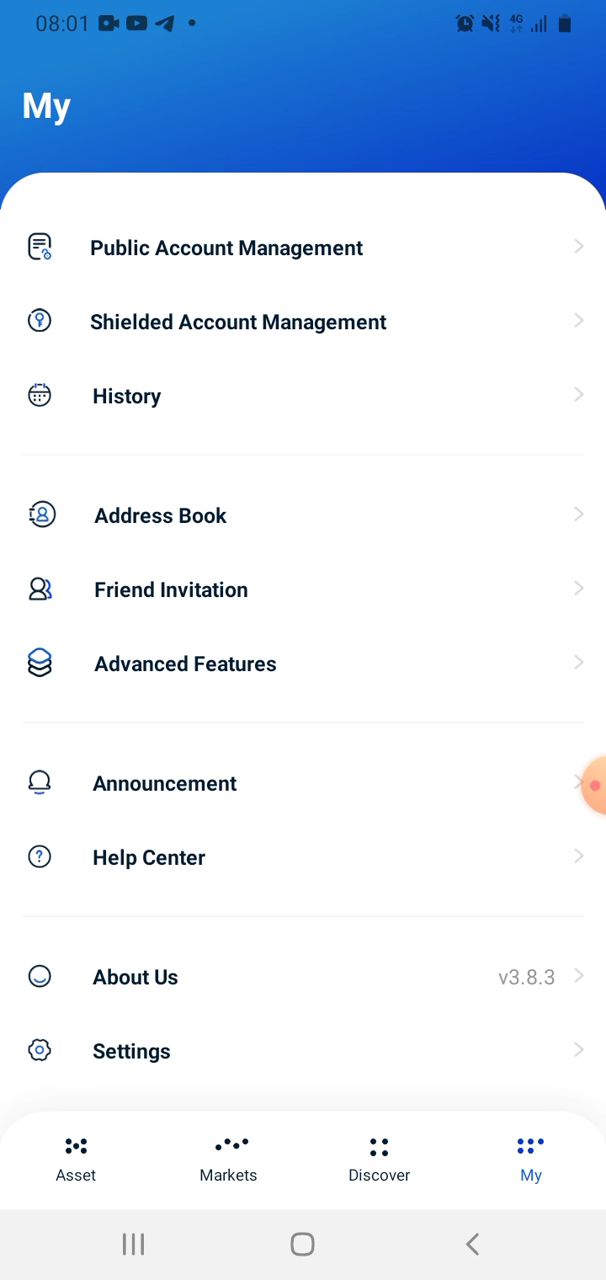 08:01
4G
My
Public Account Management
Shielded Account Management
History
Address Book
Friend Invitation
Advanced Features
Announcement
Help Center
About Us v3.8.3
Settings
Asset Markets Discover My